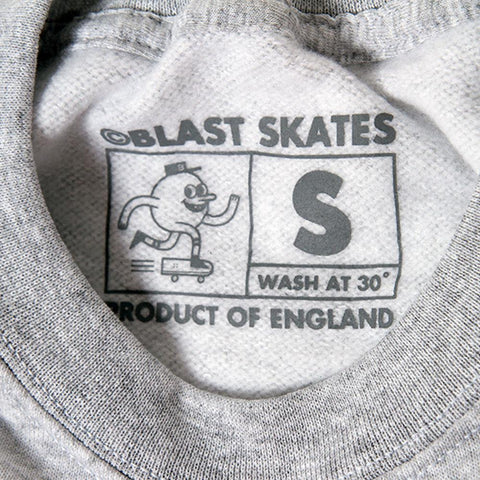 ©BLAST SKATES
S
WASH AT 30°
PRODUCT OF ENGLAND